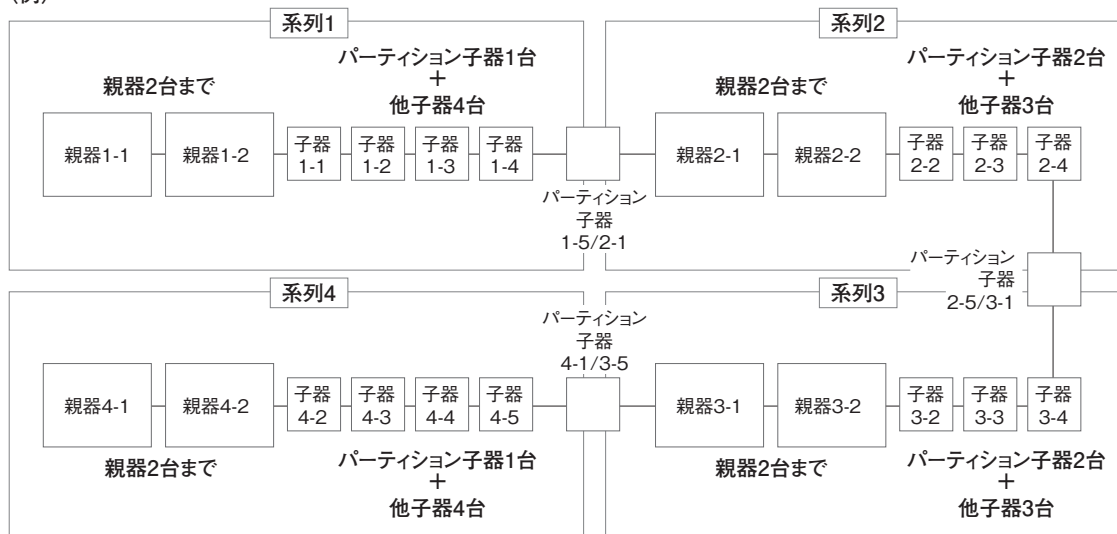 (例)
系列1
親器2台まで
パーティション子器1台
+
他子器4台
親器1-1
親器1-2
子器
1-1
子器
1-2
子器
1-3
子器
1-4
パーティション
子器
1-5/2-1
系列2
親器2台まで
パーティション子器2台
+
他子器3台
親器2-1
親器2-2
子器
2-2
子器
2-3
子器
2-4
パーティション
子器
2-5/3-1
系列4
パーティション
子器
4-1/3-5
親器4-1
親器4-2
子器
4-2
子器
4-3
子器
4-4
子器
4-5
親器2台まで
パーティション子器1台
+
他子器4台
系列3
親器3-1
親器3-2
子器
3-2
子器
3-3
子器
3-4
親器2台まで
パーティション子器2台
+
他子器3台